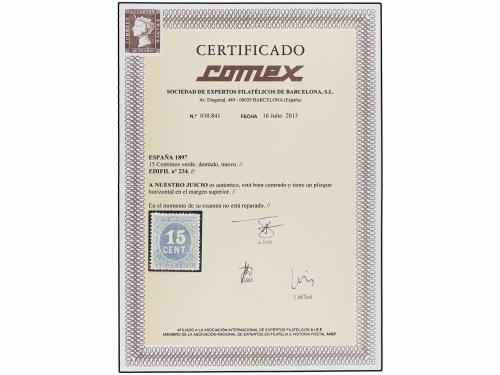 CERTIFICADO
comex
SOCIEDAD DE EXPERTOS FILATÉLICOS DE BARCELONA, S.L.
Av. Diagonal, 489 - 08029 BARCELONA (España)
N.º 030.841 FECHA 16 Julio 2013
ESPAÑA 1897
15 Centimos verde, dentado, nuevo. //
EDIFIL nº 234. //
A NUESTRO JUICIO es auténtico, está bien centrado y tiene un pliegue
horizontal en el margen superior. //
En el momento de su examen no está reparado. //
15
CENT.
AFILIADO A LA ASOCIACIÓN INTERNACIONAL DE EXPERTOS FILATÉLICOS A I E P
MIEMBRO DE LA ASOCIACIÓN NACIONAL DE EXPERTOS EN FILATELIA E HISTORIA POSTAL ANEF.